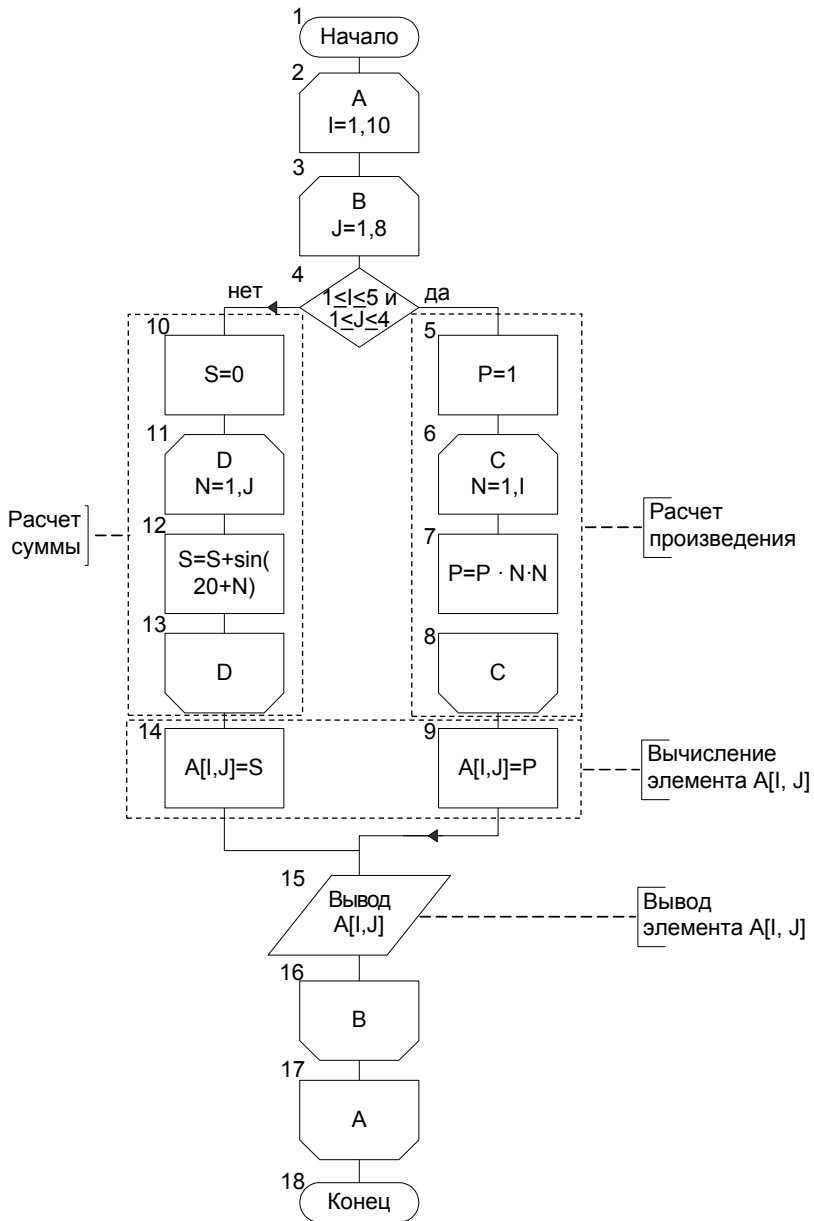 1
Начало
2
A
I=1,10
3
B
J=1,8
4
нет
1≤I≤5 и
1≤J≤4
да
10
S=0
11
D
N=1,J
12
S=S+sin(
20+N)
13
D
Расчет
суммы
5
P=1
6
C
N=1,I
7
P=P · N·N
8
C
Расчет
произведения
14
A[I,J]=S
9
A[I,J]=P
Вычисление
элемента A[I, J]
15
Вывод
A[I,J]
Вывод
элемента A[I, J]
16
B
17
A
18
Конец